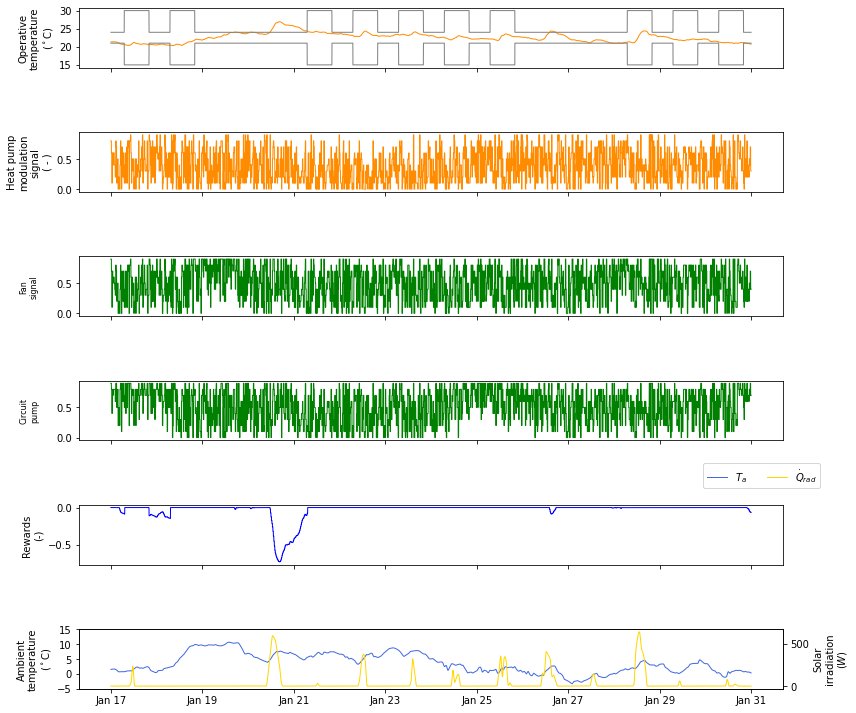 Operative
temperature
(°C)
30
25
20
15
Heat pump
modulation
signal
( - )
0.5
0.0
Fan
signal
0.5
0.0
Circuit
pump
0.5
0.0
T_a
Q̇_rad
Rewards
(-)
0.0
−0.5
Ambient
temperature
(°C)
15
10
5
0
−5
500
0
Solar
irradiation
(W)
Jan 17 Jan 19 Jan 21 Jan 23 Jan 25 Jan 27 Jan 29 Jan 31